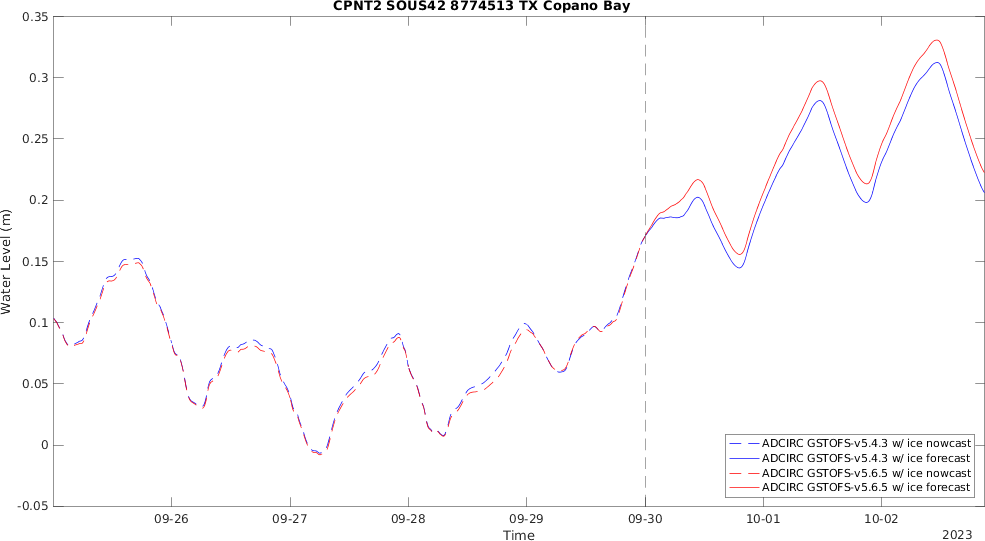 CPNT2 SOUS42 8774513 TX Copano Bay
0.35
0.3
0.25
0.2
0.15
0.1
0.05
0
-0.05
Water Level (m)
09-26 09-27 09-28 09-29 09-30 10-01 10-02
Time
2023
ADCIRC GSTOFS-v5.4.3 w/ ice nowcast
ADCIRC GSTOFS-v5.4.3 w/ ice forecast
ADCIRC GSTOFS-v5.6.5 w/ ice nowcast
ADCIRC GSTOFS-v5.6.5 w/ ice forecast